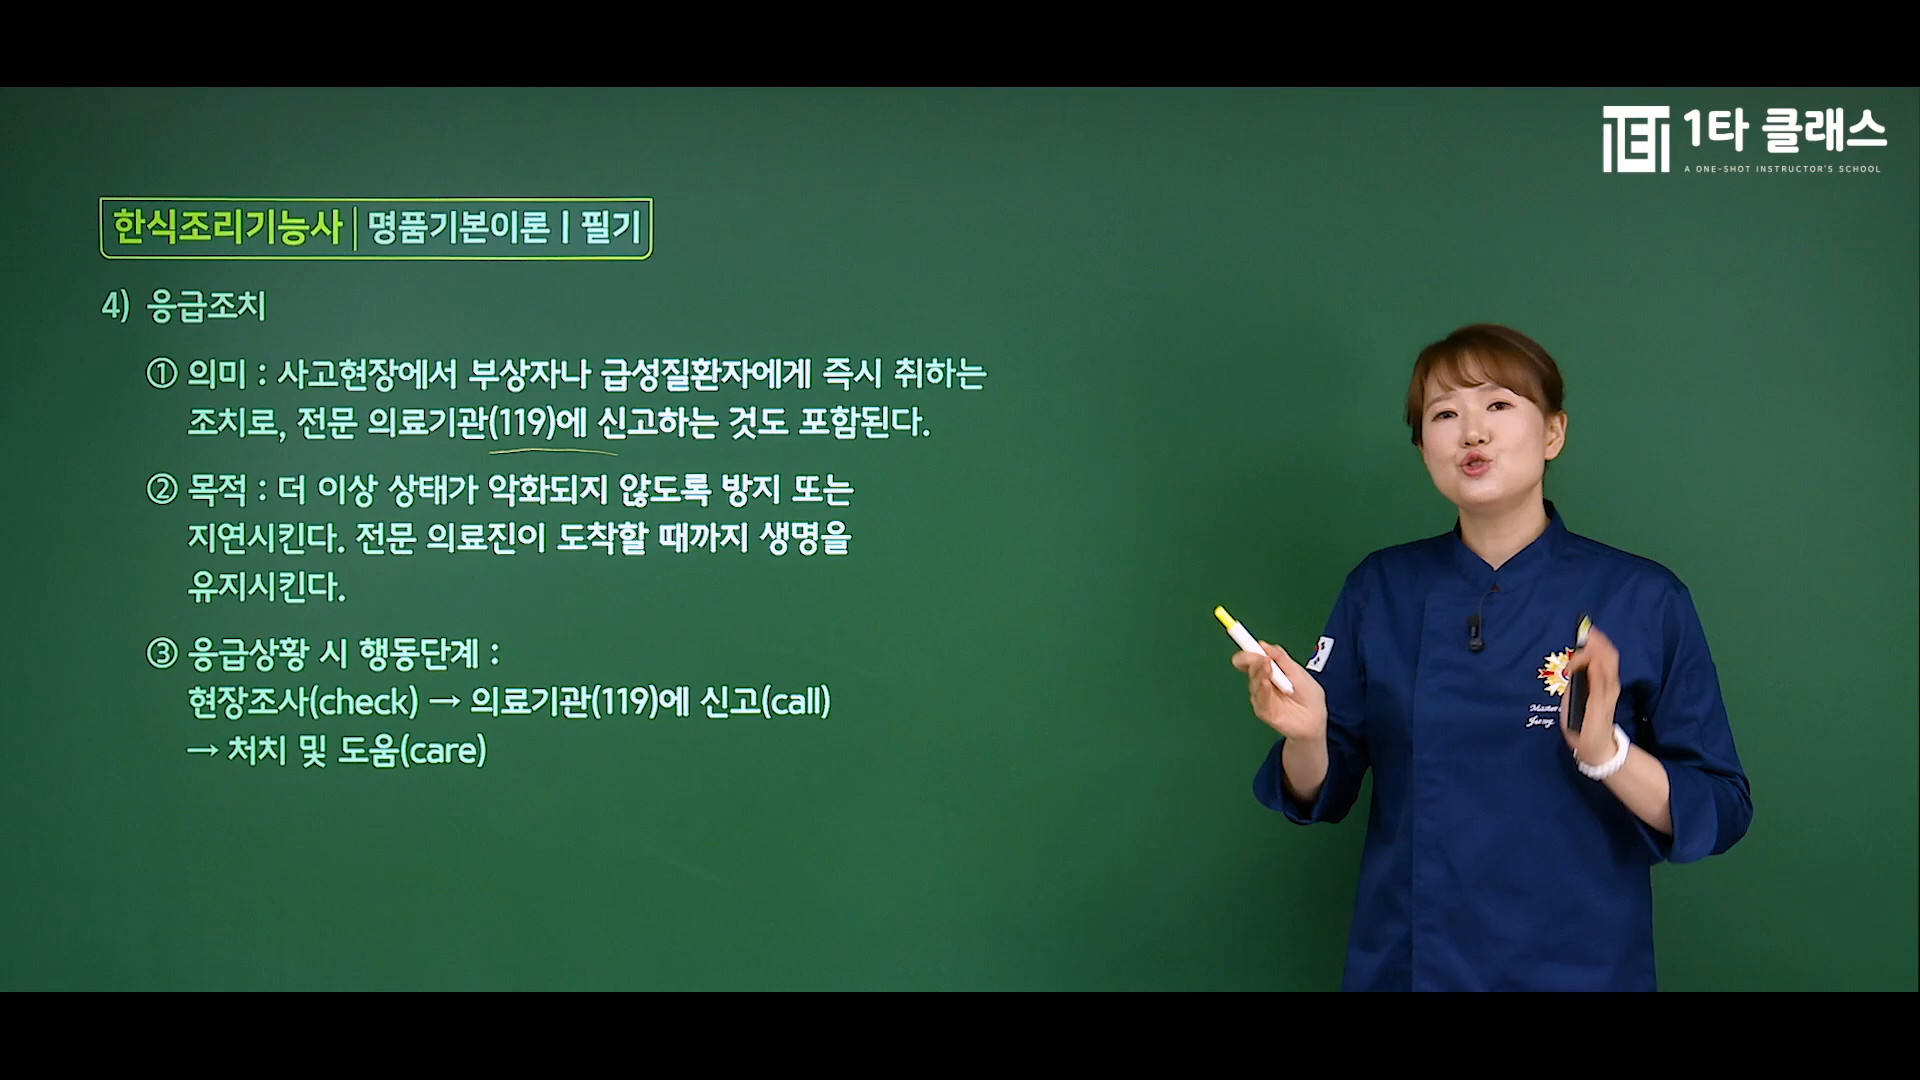 1타 클래스
A ONE-SHOT INSTRUCTOR'S SCHOOL
한식조리기능사 | 명품기본이론 | 필기
4) 응급조치
① 의미 : 사고현장에서 부상자나 급성질환자에게 즉시 취하는
조치로, 전문 의료기관(119)에 신고하는 것도 포함된다.
② 목적 : 더 이상 상태가 악화되지 않도록 방지 또는
지연시킨다. 전문 의료진이 도착할 때까지 생명을
유지시킨다.
③ 응급상황 시 행동단계 :
현장조사(check) → 의료기관(119)에 신고(call)
→ 처치 및 도움(care)
Master